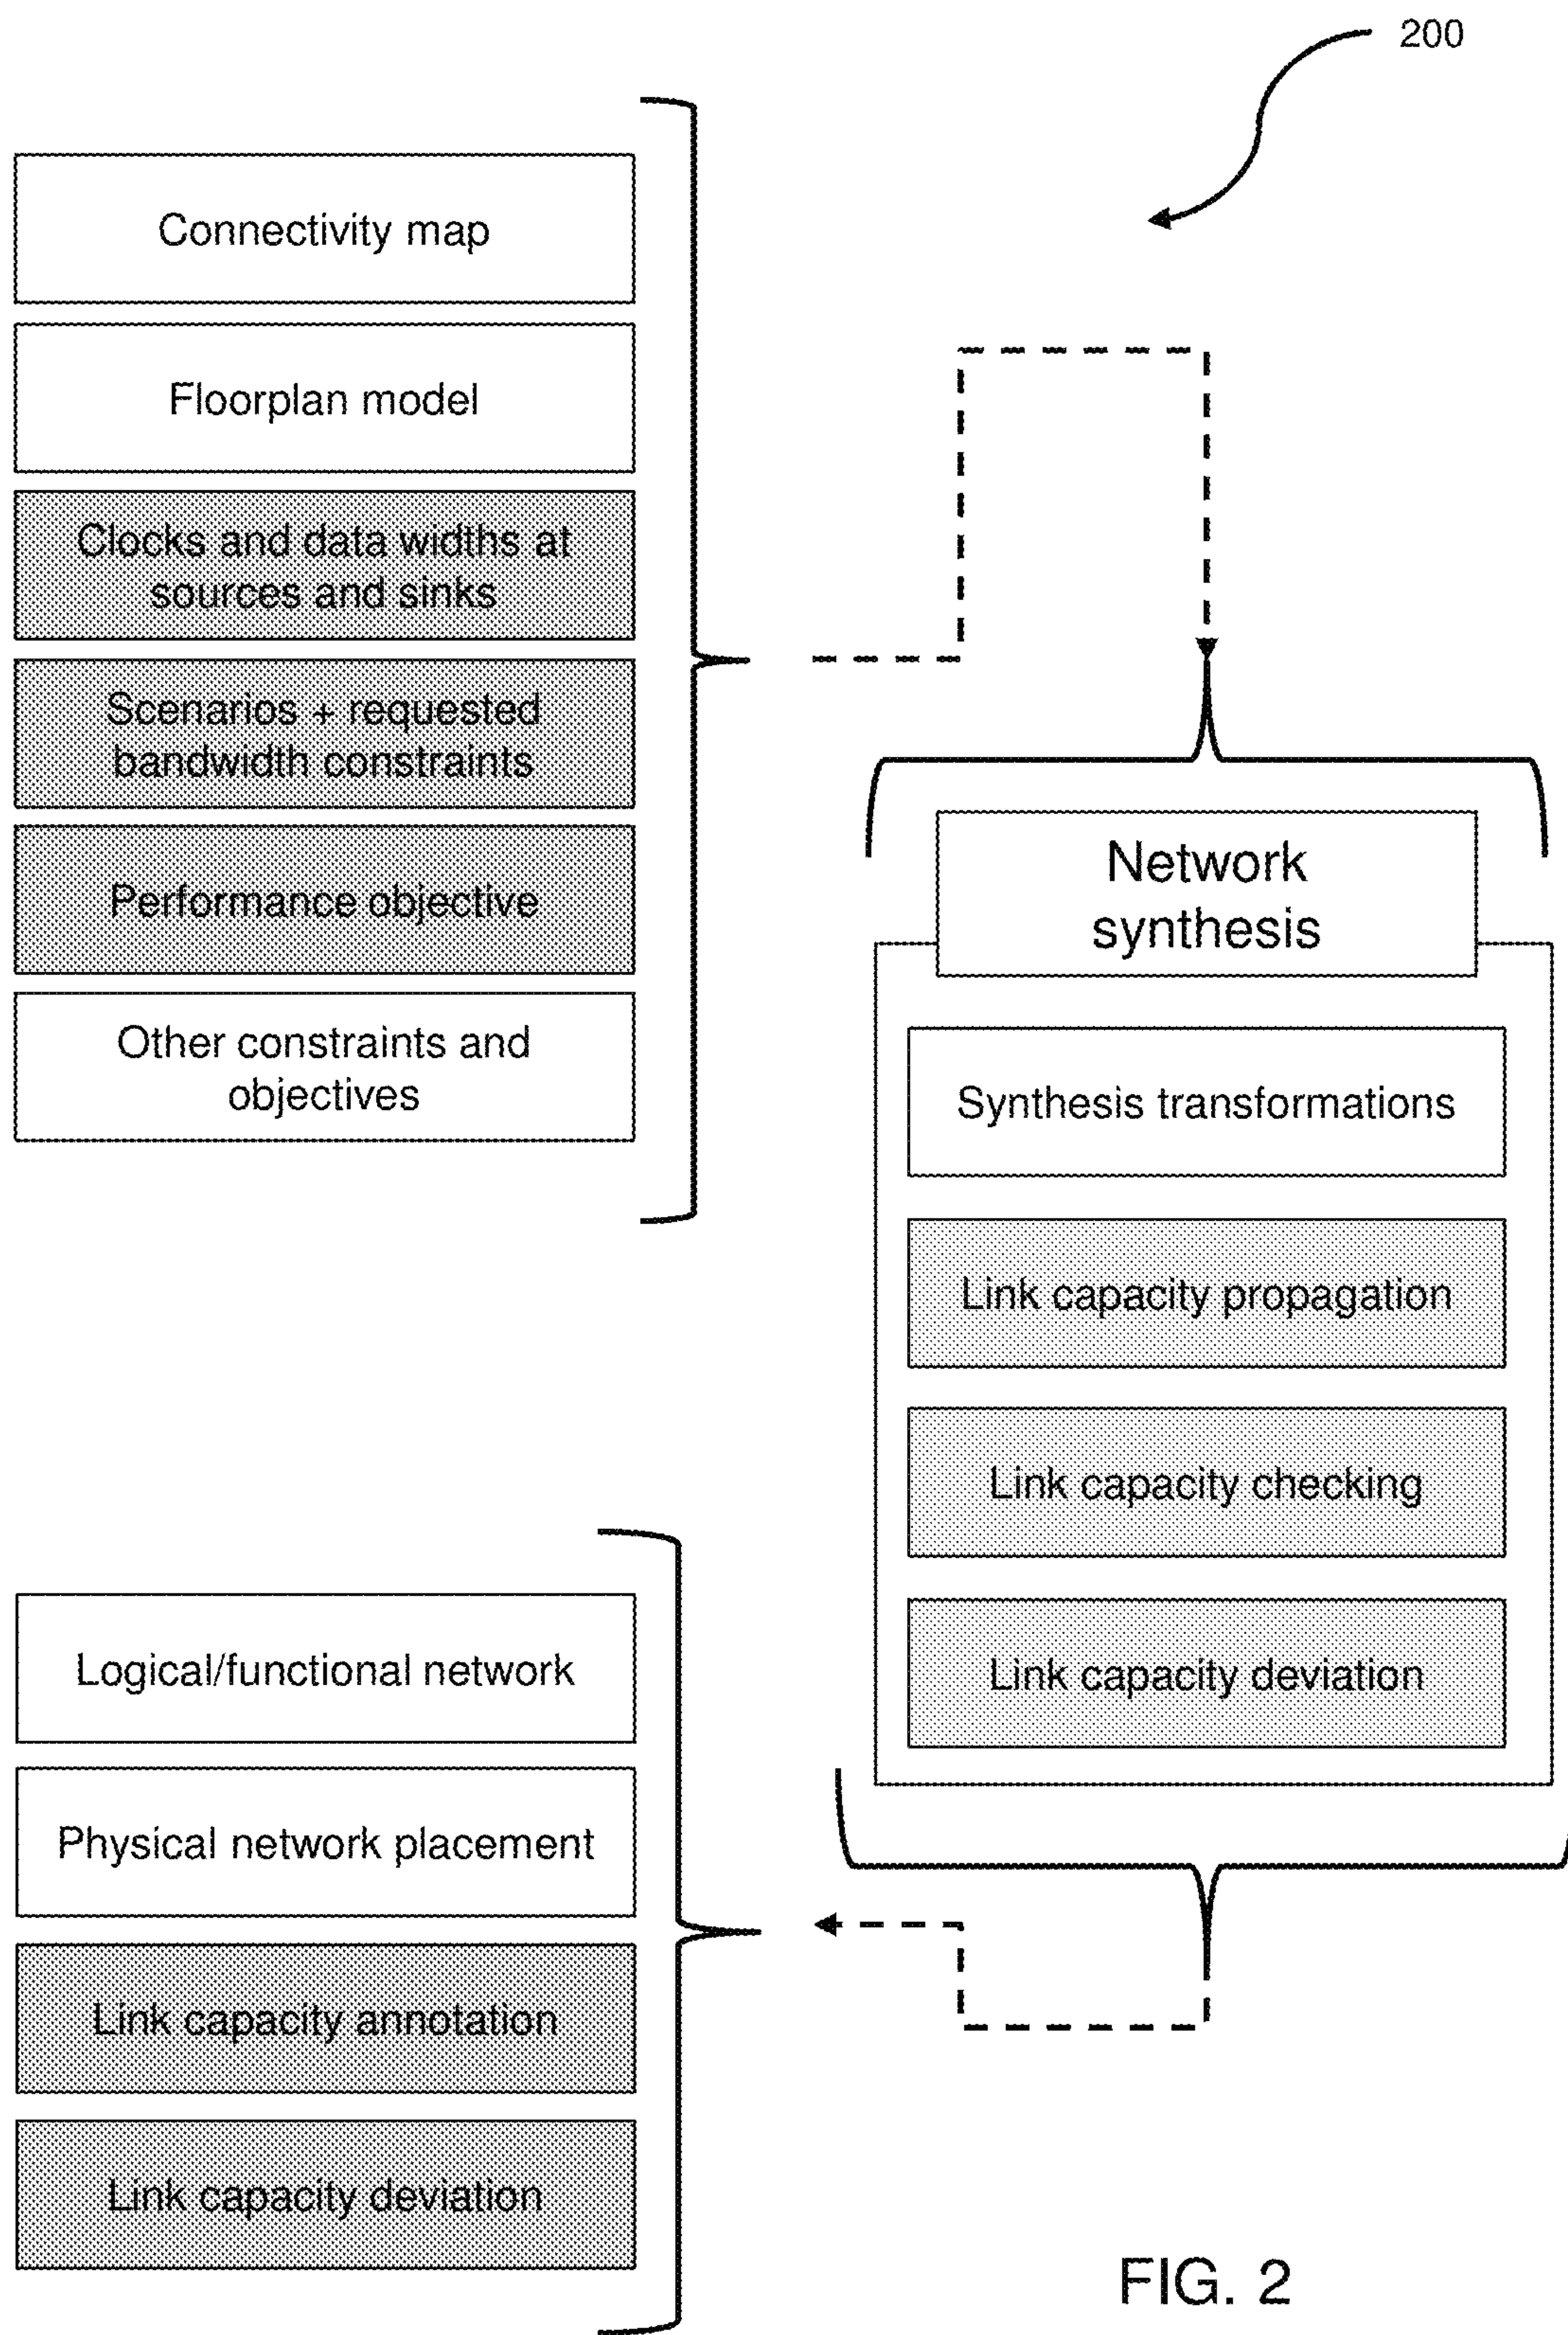 200
Connectivity map
Floorplan model
Clocks and data widths at
sources and sinks
Scenarios + requested
bandwidth constraints
Performance objective
Other constraints and
objectives
Network
synthesis
Synthesis transformations
Link capacity propagation
Link capacity checking
Link capacity deviation
Logical/functional network
Physical network placement
Link capacity annotation
Link capacity deviation
FIG. 2